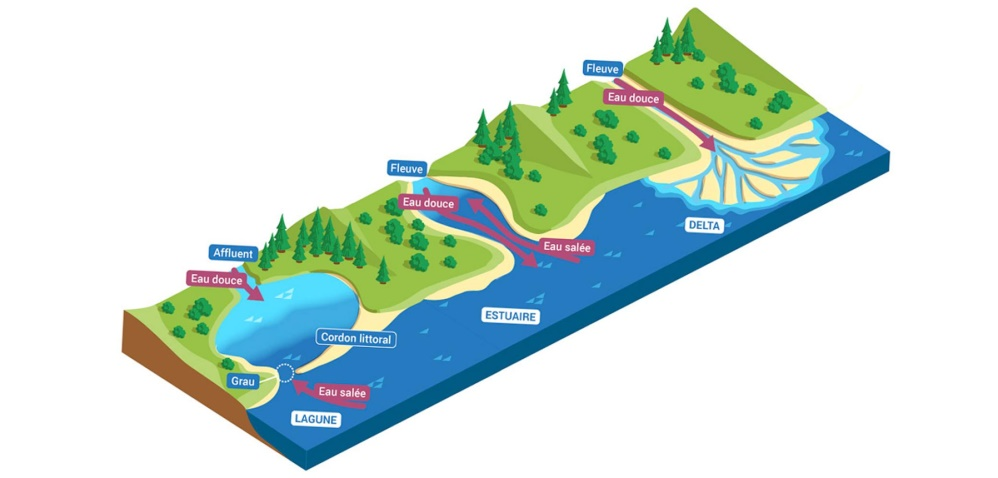 Fleuve
Eau douce
DELTA
Fleuve
Eau douce
Eau salée
ESTUAIRE
Affluent
Eau douce
Cordon littoral
Grau
Eau salée
LAGUNE